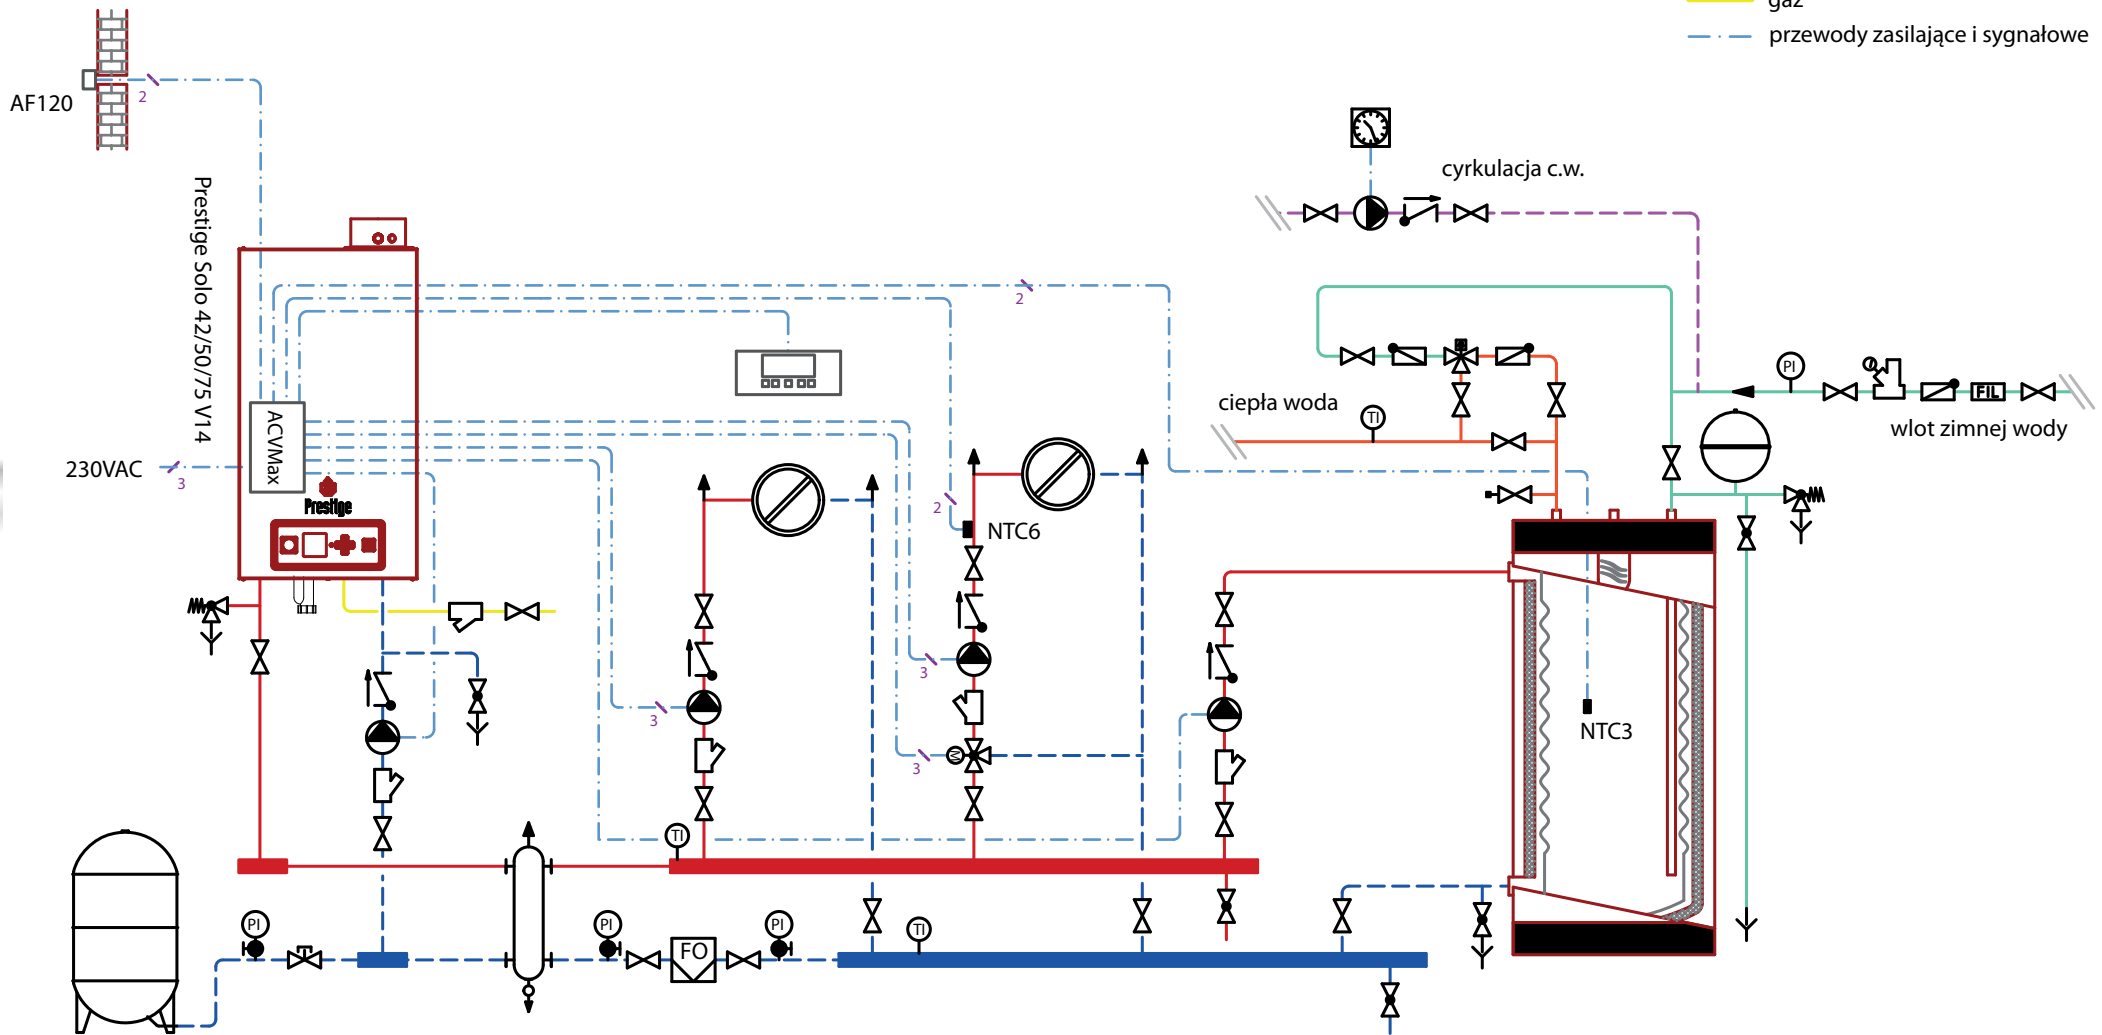 gaz
przewody zasilające i sygnałowe
AF120
2
cyrkulacja c.w.
Prestige Solo 42/50/75 V14
2
PI
FIL
ciepła woda
TI
wlot zimnej wody
ACVMax
230VAC
3
Prestige
2
NTC6
3
3
3
M
NTC3
TI
PI
PI
FO
PI
TI